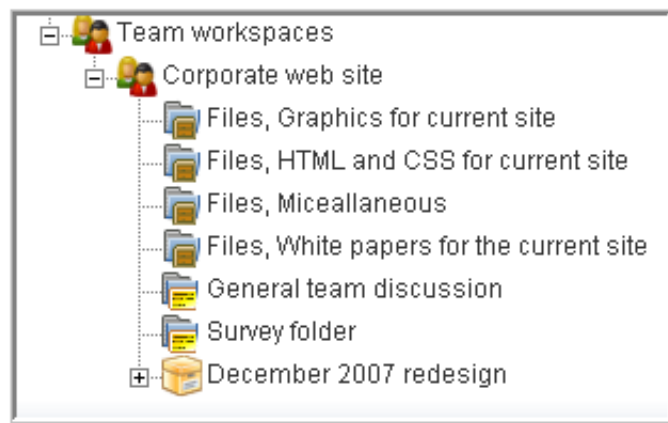 Team workspaces
Corporate web site
Files, Graphics for current site
Files, HTML and CSS for current site
Files, Miceallaneous
Files, White papers for the current site
General team discussion
Survey folder
December 2007 redesign